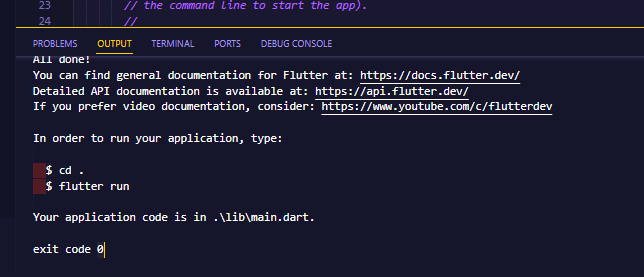 23 // the command line to start the app).
24 //
PROBLEMS OUTPUT TERMINAL PORTS DEBUG CONSOLE
All done!
You can find general documentation for Flutter at: https://docs.flutter.dev/
Detailed API documentation is available at: https://api.flutter.dev/
If you prefer video documentation, consider: https://www.youtube.com/c/flutterdev
In order to run your application, type:
$ cd .
$ flutter run
Your application code is in .\lib\main.dart.
exit code 0